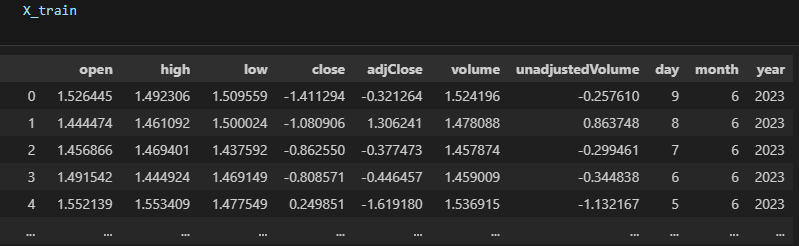 X_train
open high low close adjClose volume unadjustedVolume day month year
0 1.526445 1.492306 1.509559 -1.411294 -0.321264 1.524196 -0.257610 9 6 2023
1 1.444474 1.461092 1.500024 -1.080906 1.306241 1.478088 0.863748 8 6 2023
2 1.456866 1.469401 1.437592 -0.862550 -0.377473 1.457874 -0.299461 7 6 2023
3 1.491542 1.444924 1.469149 -0.808571 -0.446457 1.459009 -0.344838 6 6 2023
4 1.552139 1.553409 1.477549 0.249851 -1.619180 1.536915 -1.132167 5 6 2023
... ... ... ... ... ... ... ... ... ... ...